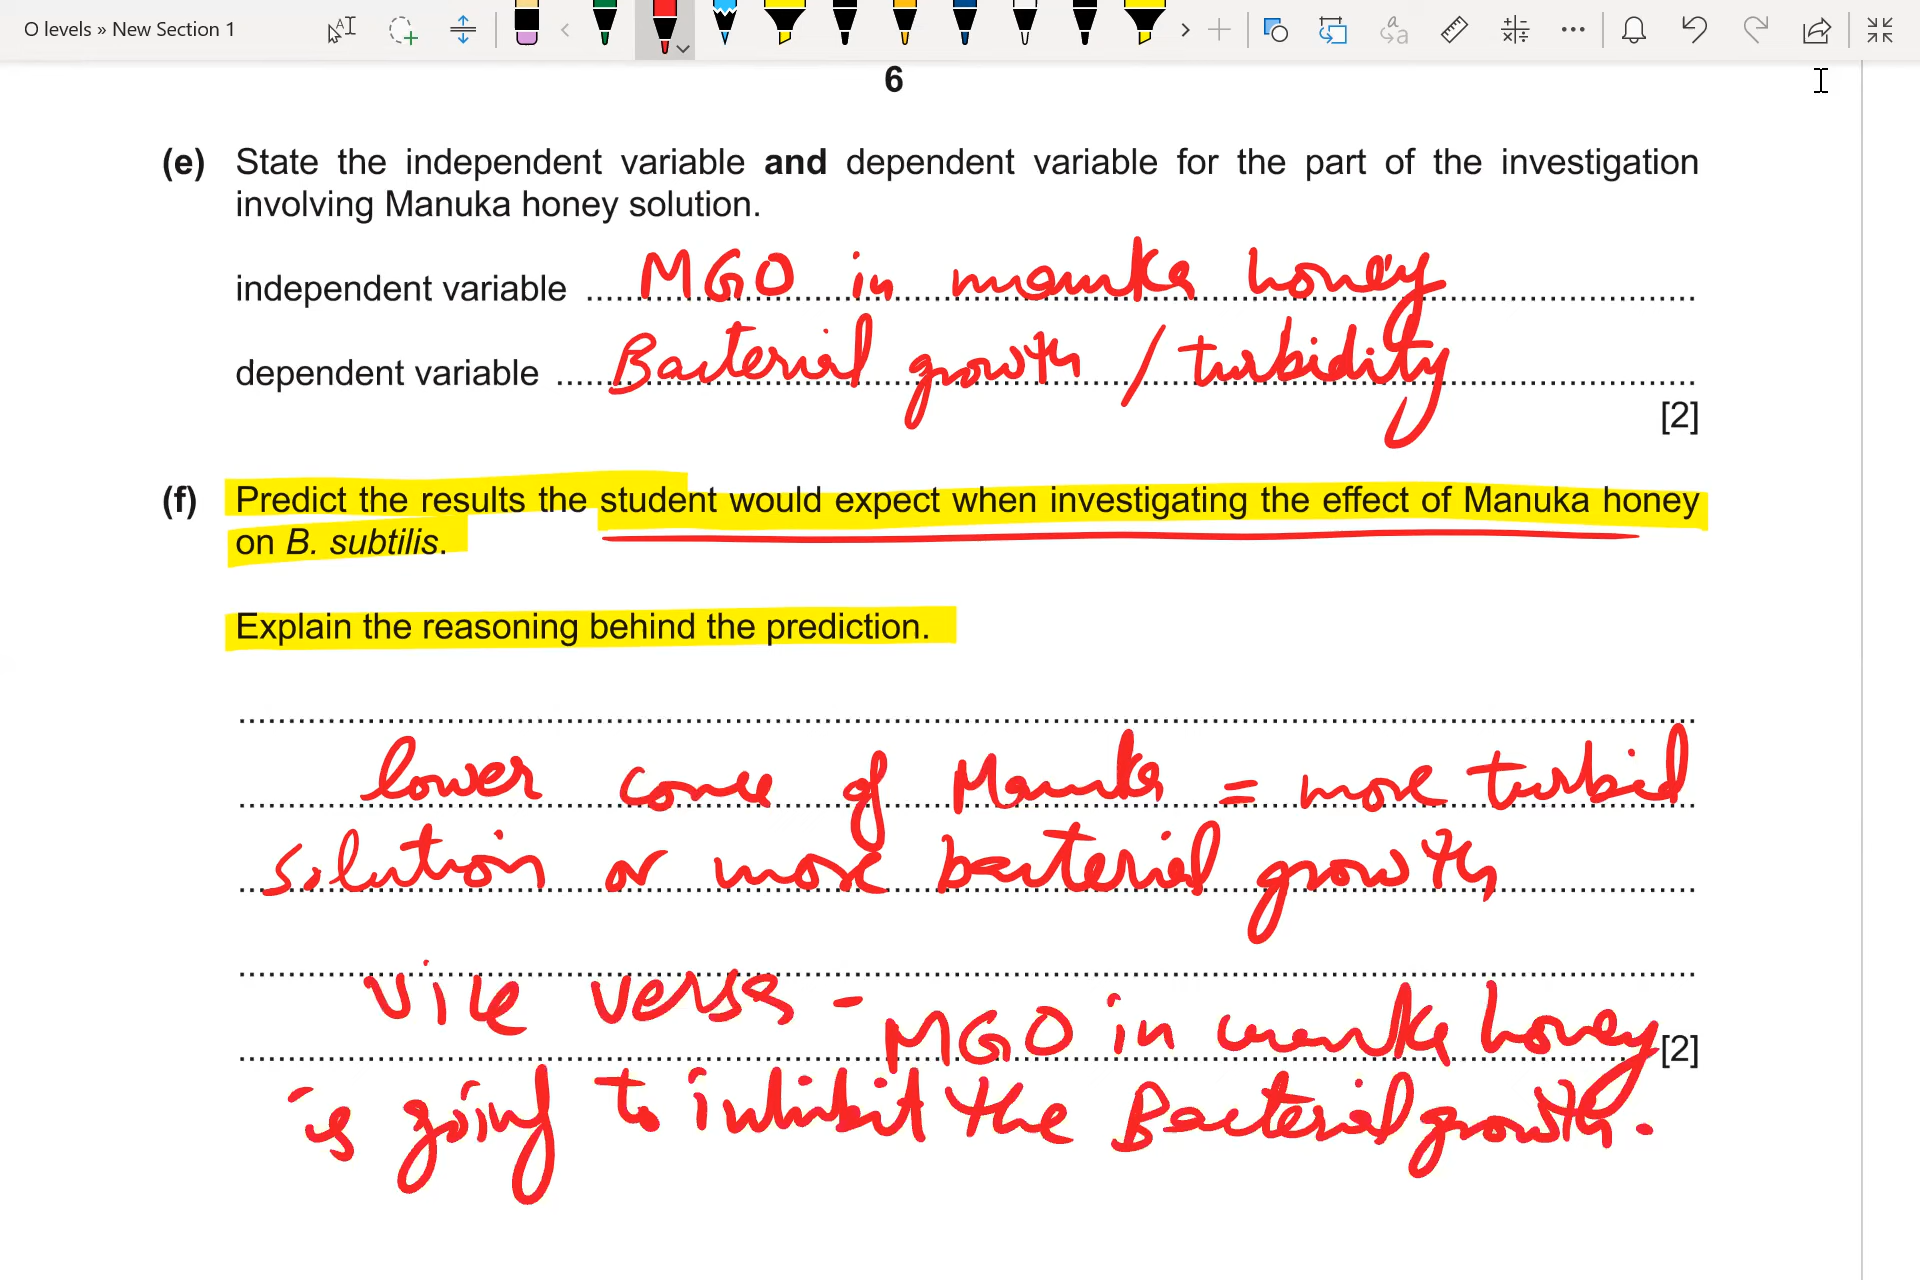 O levels » New Section 1
6
(e) State the independent variable and dependent variable for the part of the investigation
involving Manuka honey solution.
independent variable MGO in manuka honey
dependent variable Bacterial growth / turbidity
[2]
(f) Predict the results the student would expect when investigating the effect of Manuka honey
on B. subtilis.
Explain the reasoning behind the prediction.
lower conc of Manuka = more turbid
solution or more bacterial growth
vice versa - MGO in manuka honey [2]
is going to inhibit the Bacterial growth.